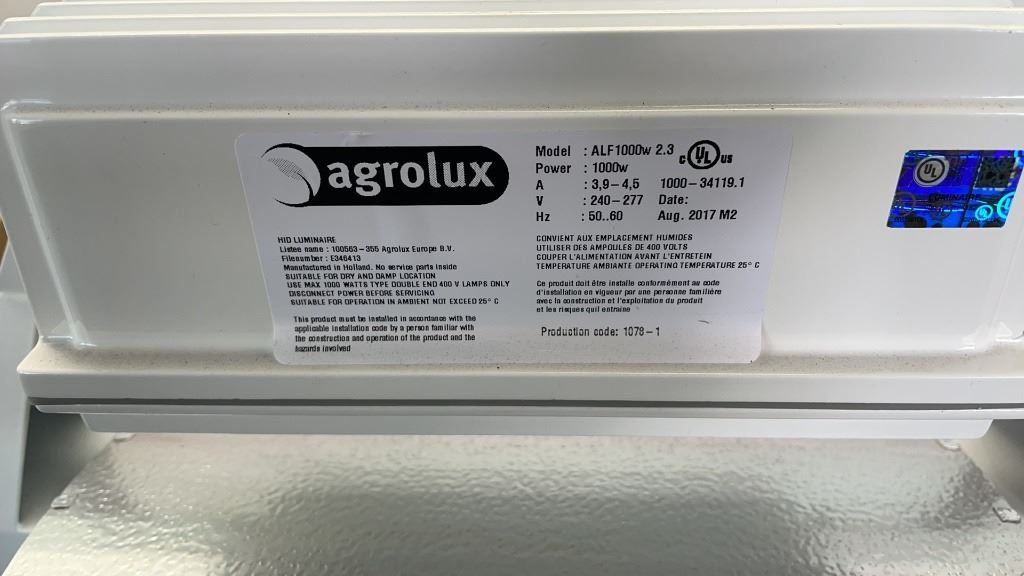 agrolux
Model : ALF1000w 2.3
Power : 1000w
A : 3,9-4,5 1000-34119.1
V : 240-277 Date:
Hz : 50..60 Aug. 2017 M2
C UL US
UL
HID LUMINAIRE
Listee name : 100563-355 Agrolux Europe B.V.
Filenumber : E346413
Manufactured in Holland. No service parts inside
SUITABLE FOR DRY AND DAMP LOCATION
USE MAX 1000 WATTS TYPE DOUBLE END 400 V LAMPS ONLY
DISCONNECT POWER BEFORE SERVICING
SUITABLE FOR OPERATION IN AMBIENT NOT EXCEED 25° C
This product must be installed in accordance with the
applicable installation code by a person familiar with
the construction and operation of the product and the
hazards involved
CONVIENT AUX EMPLACEMENT HUMIDES
UTILISER DES AMPOULES DE 400 VOLTS
COUPER L'ALIMENTATION AVANT L'ENTRETEIN
TEMPERATURE AMBIANTE OPERATING TEMPERATURE 25° C
Ce produit doit être installe conformément au code
d'installation en vigueur par une personne familière
avec la construction et l'exploitation du produit
et les risques quil entraine
Production code: 1078-1